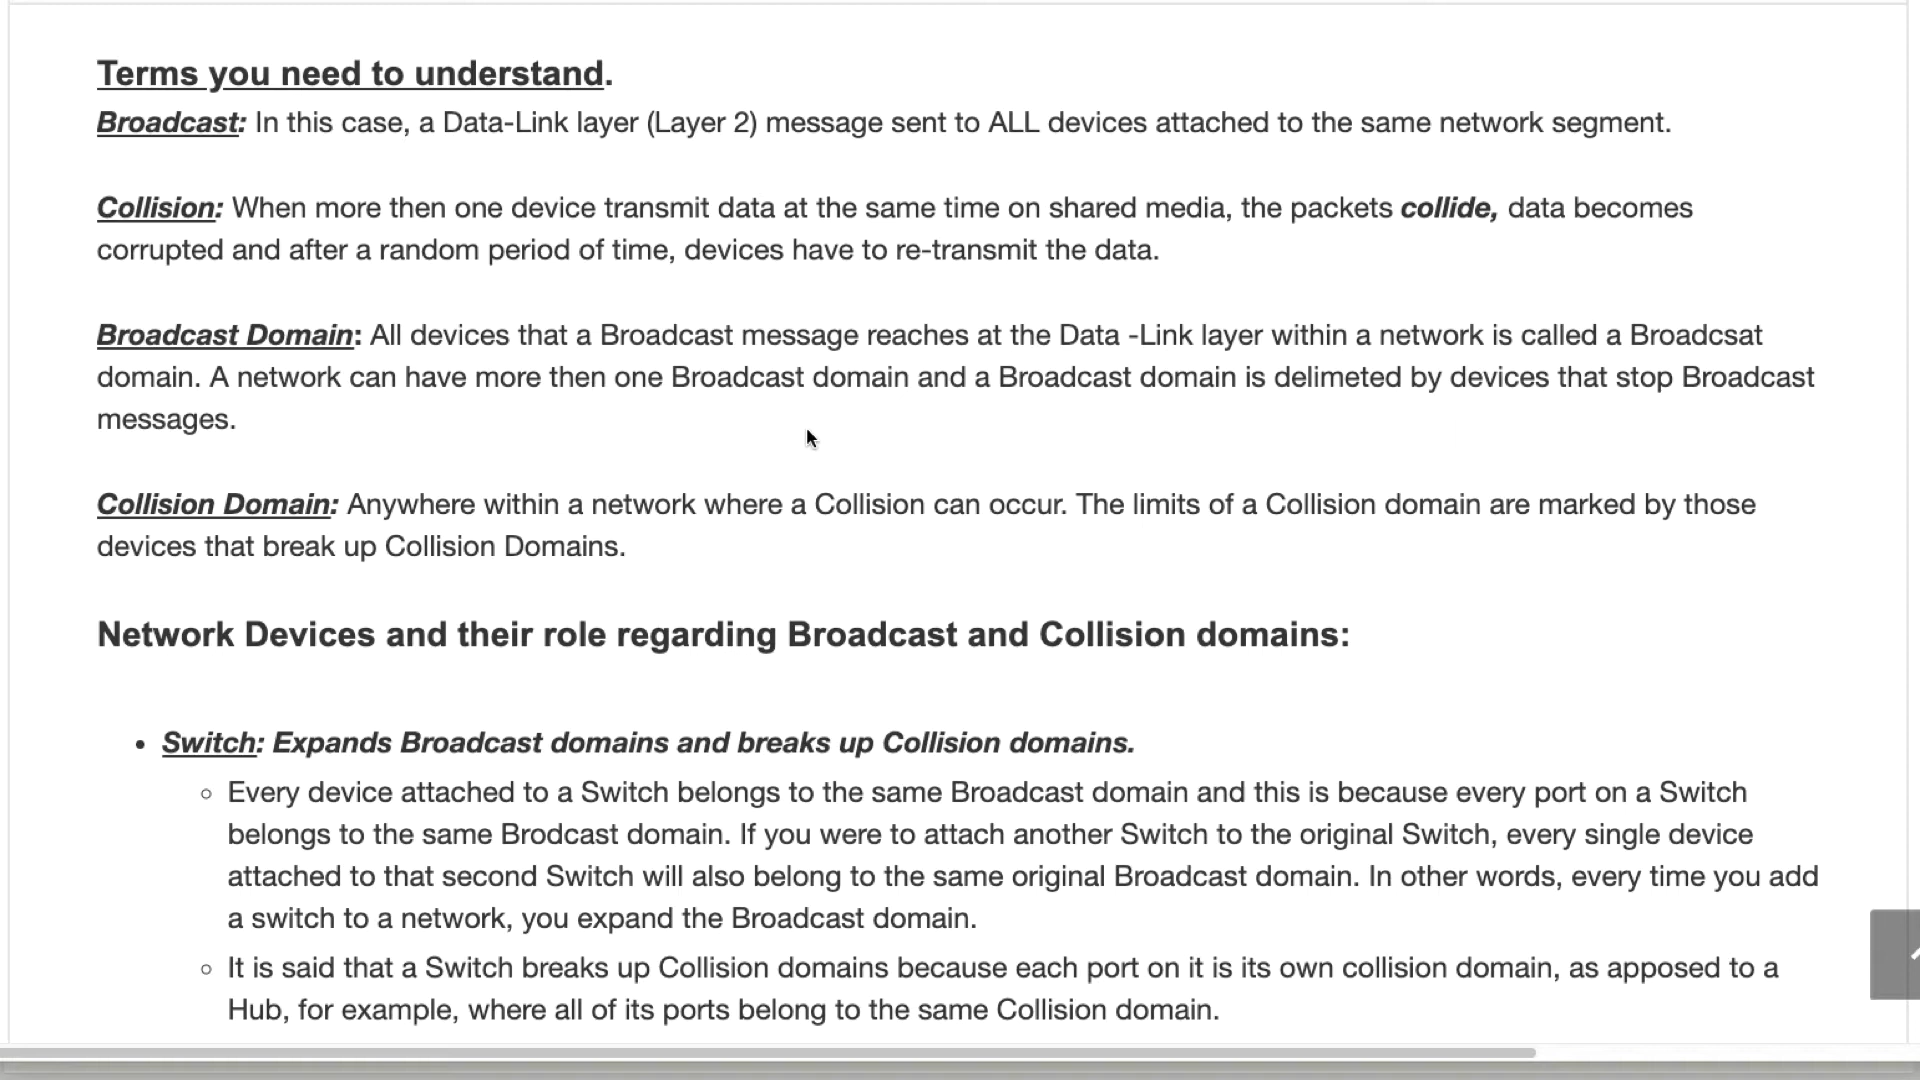 Terms you need to understand.
Broadcast: In this case, a Data-Link layer (Layer 2) message sent to ALL devices attached to the same network segment.
Collision: When more then one device transmit data at the same time on shared media, the packets collide, data becomes
corrupted and after a random period of time, devices have to re-transmit the data.
Broadcast Domain: All devices that a Broadcast message reaches at the Data -Link layer within a network is called a Broadcsat
domain. A network can have more then one Broadcast domain and a Broadcast domain is delimeted by devices that stop Broadcast
messages.
Collision Domain: Anywhere within a network where a Collision can occur. The limits of a Collision domain are marked by those
devices that break up Collision Domains.
Network Devices and their role regarding Broadcast and Collision domains:
• Switch: Expands Broadcast domains and breaks up Collision domains.
◦ Every device attached to a Switch belongs to the same Broadcast domain and this is because every port on a Switch
belongs to the same Brodcast domain. If you were to attach another Switch to the original Switch, every single device
attached to that second Switch will also belong to the same original Broadcast domain. In other words, every time you add
a switch to a network, you expand the Broadcast domain.
◦ It is said that a Switch breaks up Collision domains because each port on it is its own collision domain, as apposed to a
Hub, for example, where all of its ports belong to the same Collision domain.